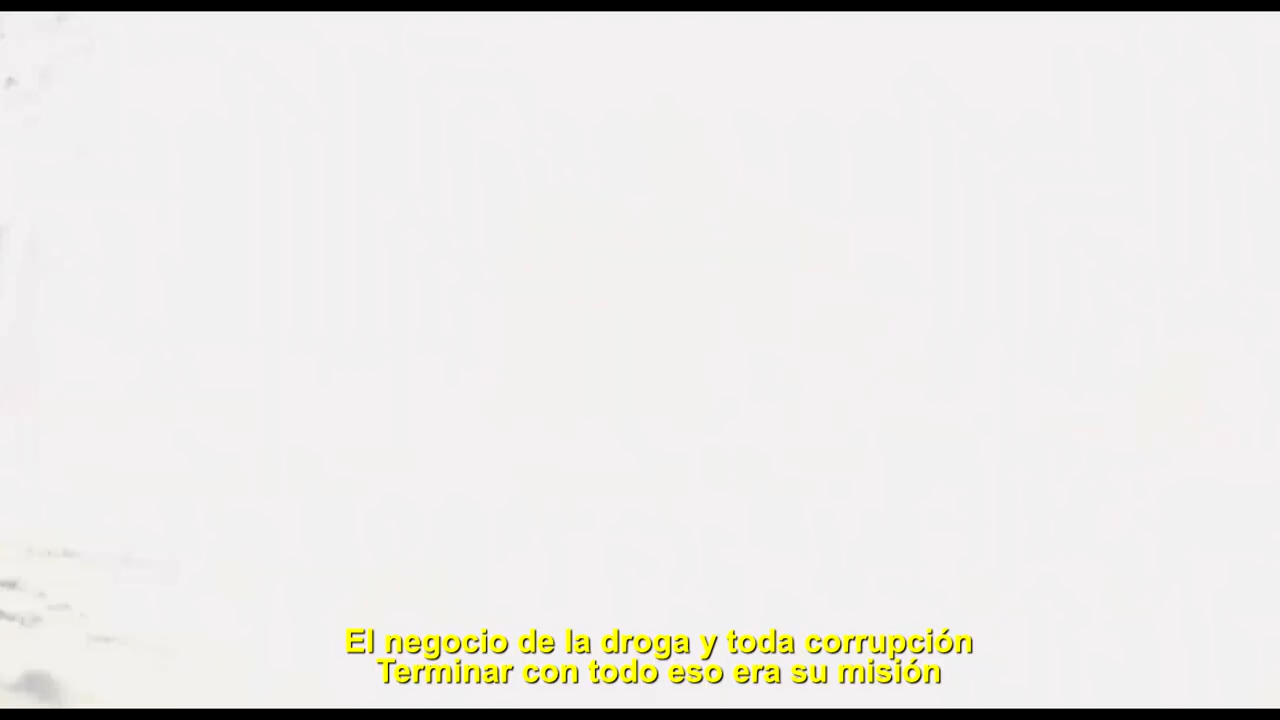 El negocio de la droga y toda corrupción
Terminar con todo eso era su misión